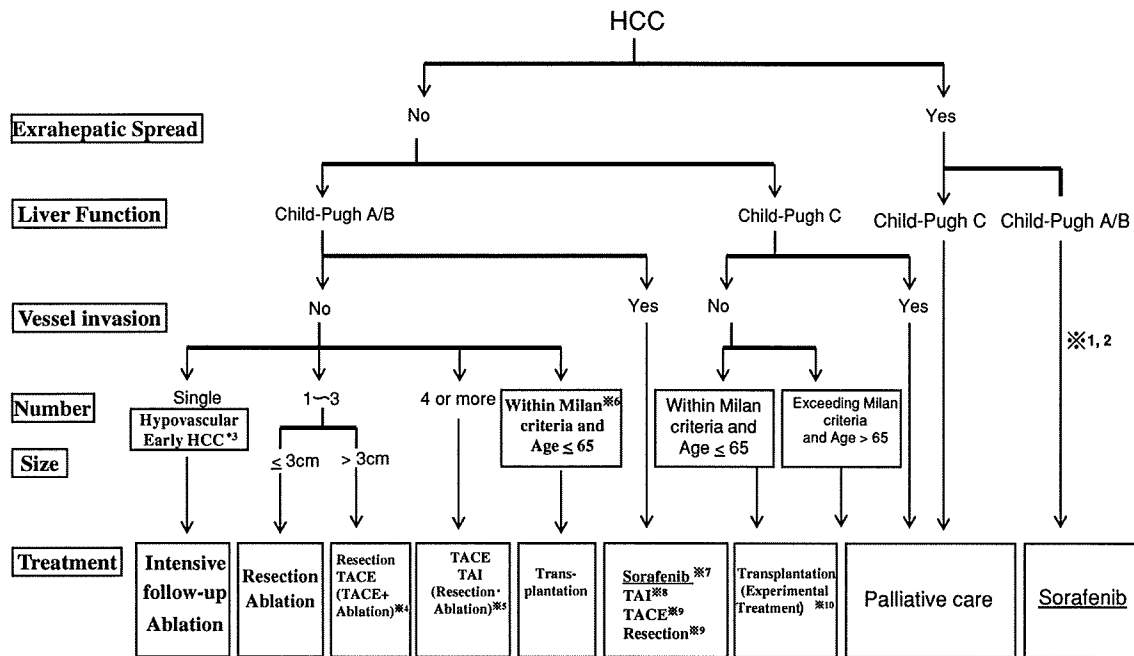 HCC
No
Yes
Exrahepatic Spread
Liver Function
Child-Pugh A/B
Child-Pugh C
Child-Pugh C
Child-Pugh A/B
Vessel invasion
No
Yes
No
Yes
※1, 2
Number
Single
Hypovascular
Early HCC*3
1〜3
4 or more
Within Milan※6
criteria and
Age ≤ 65
Within Milan
criteria and
Age ≤ 65
Exceeding Milan
criteria
and Age > 65
Size
≤ 3cm
> 3cm
Treatment
Intensive
follow-up
Ablation
Resection
Ablation
Resection
TACE
(TACE+
Ablation)※4
TACE
TAI
(Resection·
Ablation)※5
Trans-
plantation
Sorafenib※7
TAI※8
TACE※9
Resection※9
Transplantation
(Experimental
Treatment) ※10
Palliative care
Sorafenib